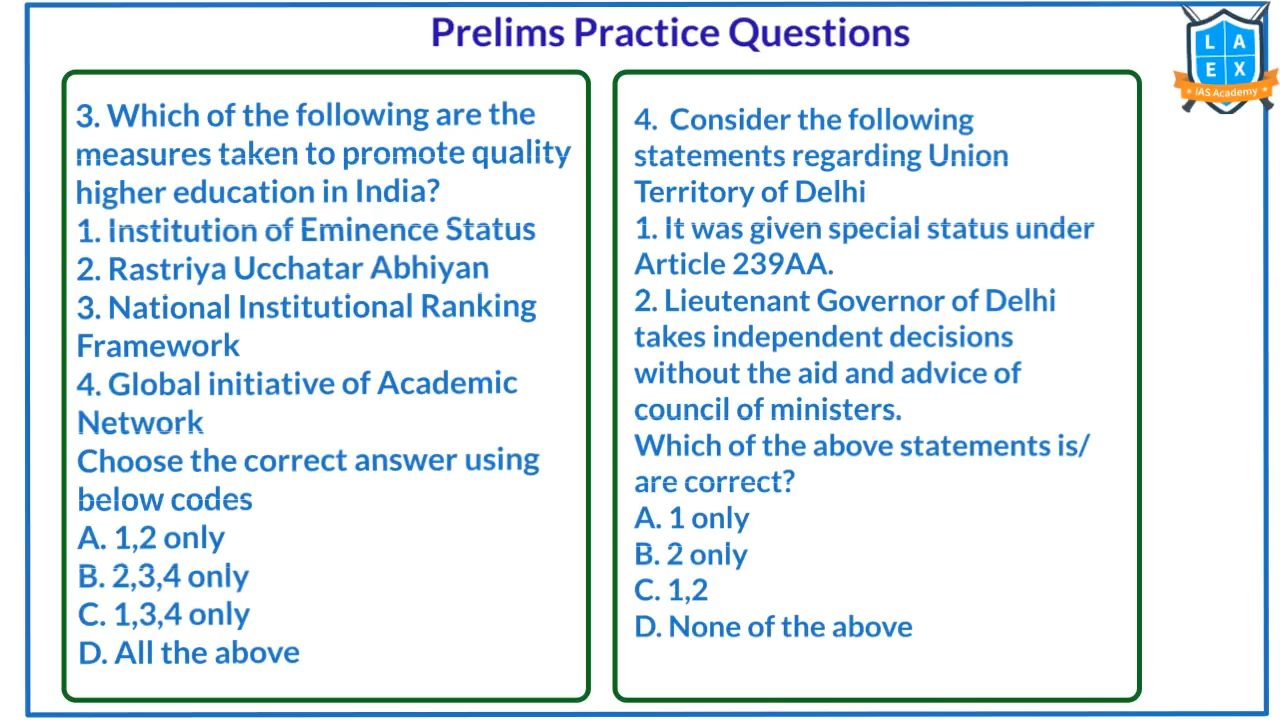 Prelims Practice Questions
L A
E X
IAS Academy
3. Which of the following are the
measures taken to promote quality
higher education in India?
1. Institution of Eminence Status
2. Rastriya Ucchatar Abhiyan
3. National Institutional Ranking
Framework
4. Global initiative of Academic
Network
Choose the correct answer using
below codes
A. 1,2 only
B. 2,3,4 only
C. 1,3,4 only
D. All the above
4. Consider the following
statements regarding Union
Territory of Delhi
1. It was given special status under
Article 239AA.
2. Lieutenant Governor of Delhi
takes independent decisions
without the aid and advice of
council of ministers.
Which of the above statements is/
are correct?
A. 1 only
B. 2 only
C. 1,2
D. None of the above